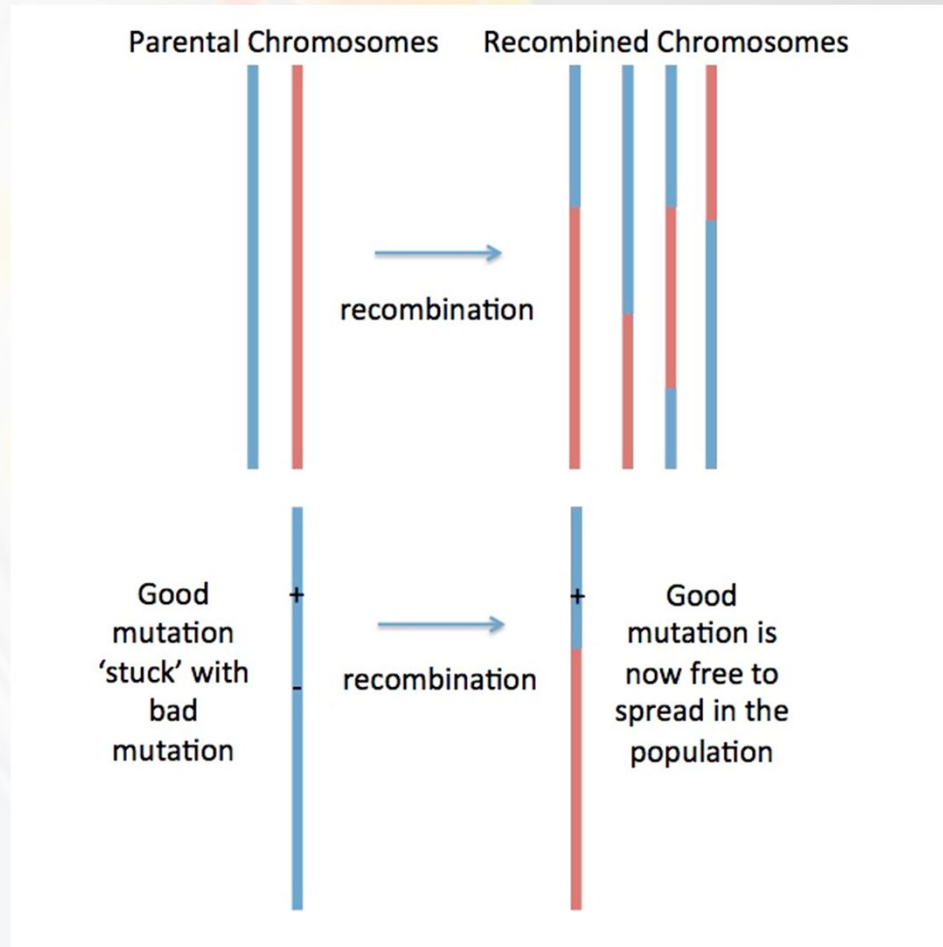 Parental Chromosomes
Recombined Chromosomes
recombination
Good
mutation
‘stuck’ with
bad
mutation
+
-
recombination
+
Good
mutation is
now free to
spread in the
population